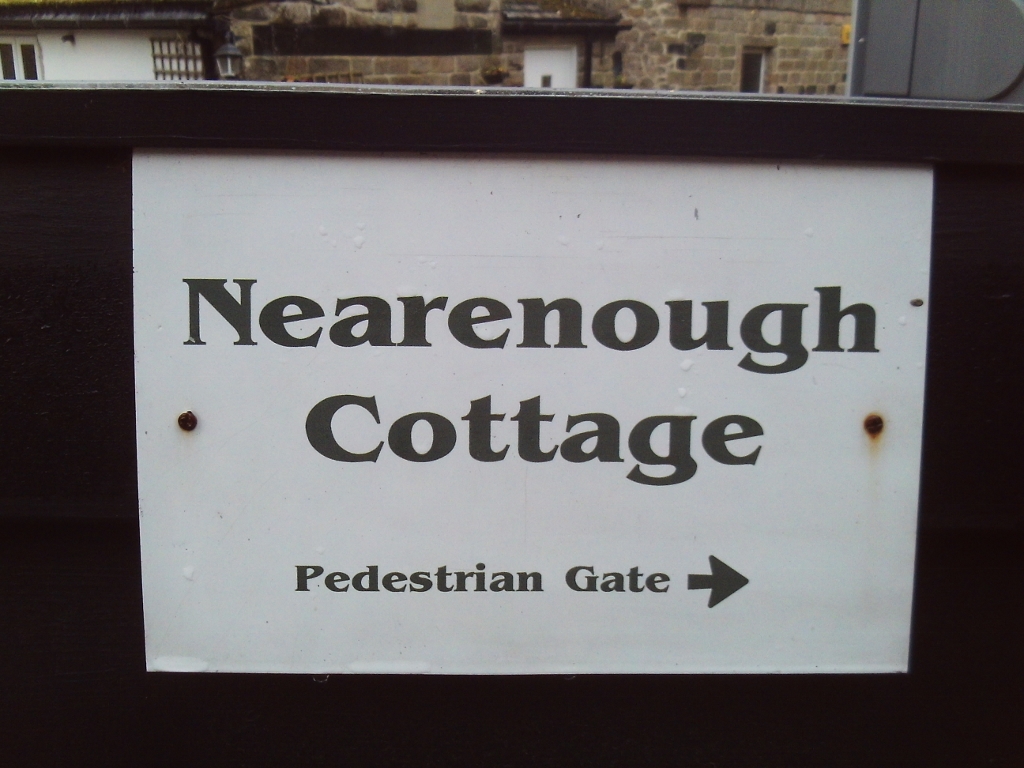 Nearenough
Cottage
Pedestrian Gate →